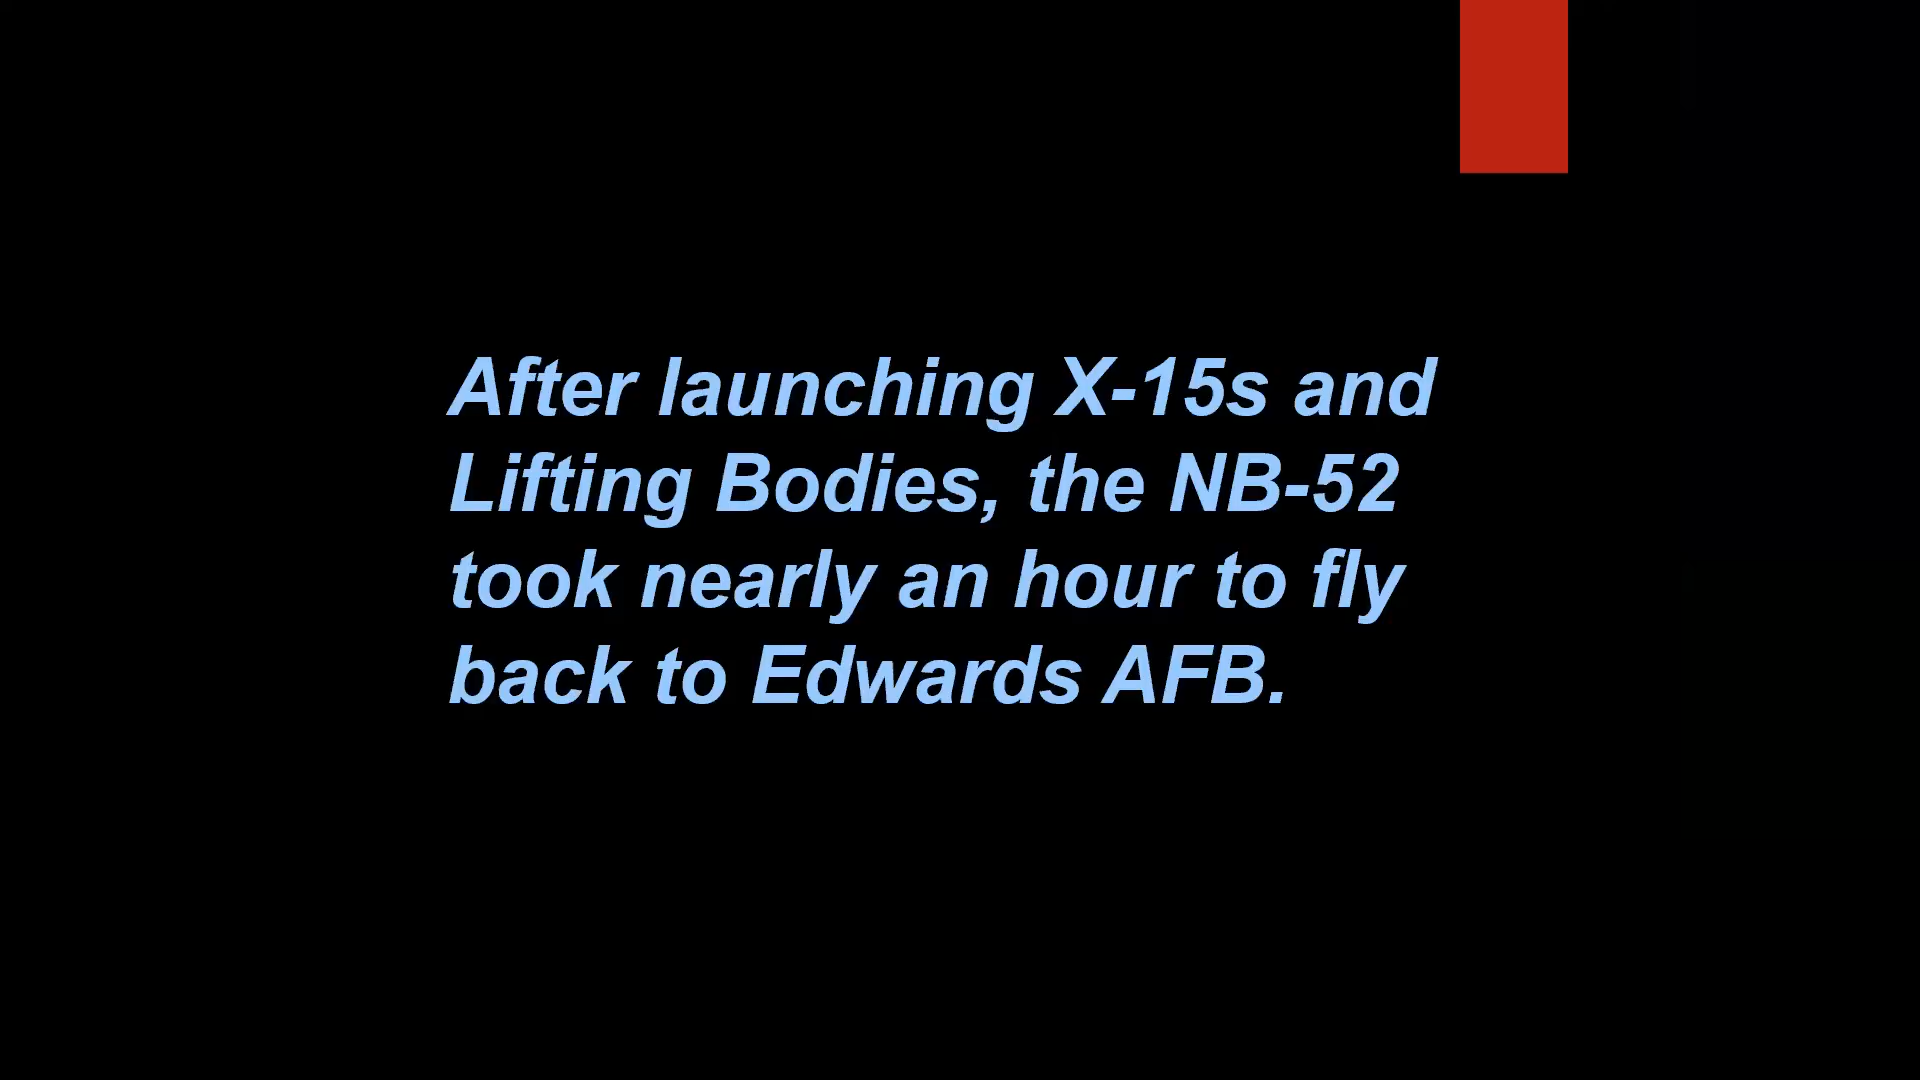 After launching X-15s and
Lifting Bodies, the NB-52
took nearly an hour to fly
back to Edwards AFB.